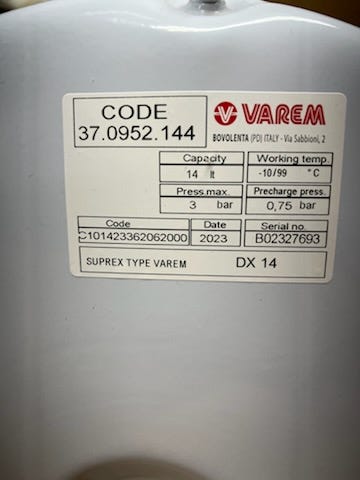 CODE
37.0952.144
VAREM
BOVOLENTA (PD) ITALY - Via Sabbioni, 2
Capacity
14 lt
Working temp.
-10/99 °C
Press.max.
3 bar
Precharge press.
0,75 bar
Code
C101423362062000
Date
2023
Serial no.
B02327693
SUPREX TYPE VAREM DX 14